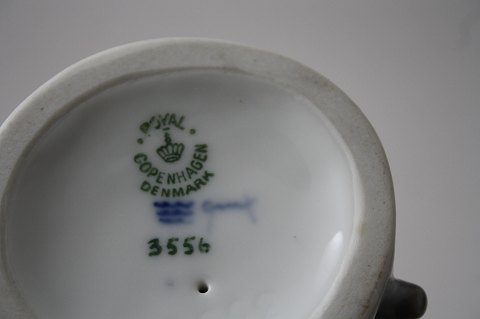 ROYAL
COPENHAGEN
DENMARK
3556